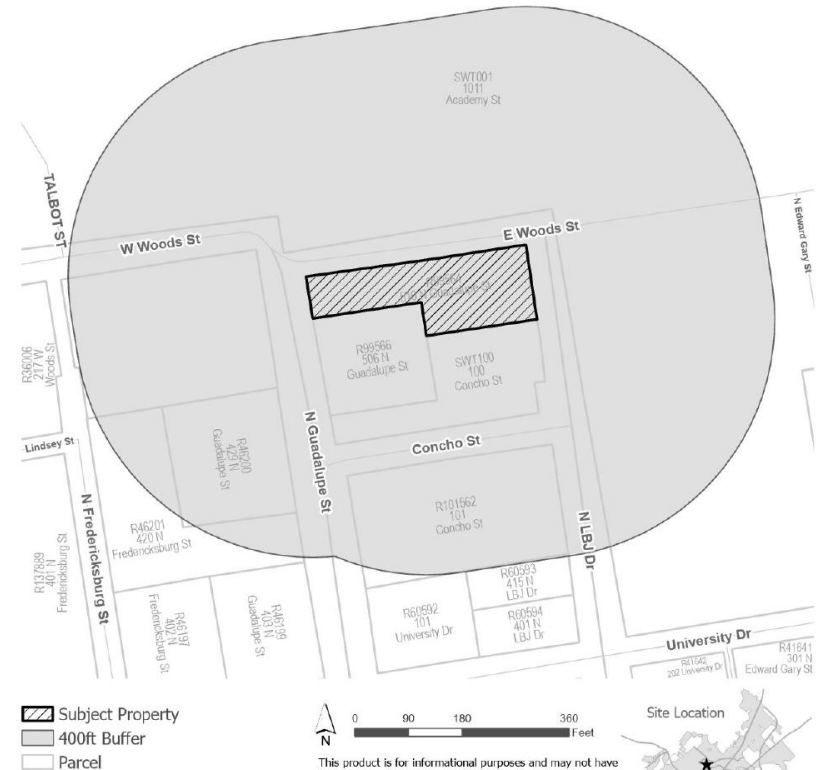 SWT001
1011
Academy St
TALBOT ST
N Edward Gary St
W Woods St
E Woods St
R36006
217 W
Woods St
R99566
506 N
Guadalupe St
SWT100
100
Concho St
Lindsey St
R46200
429 N
Guadalupe St
N Guadalupe St
Concho St
R101562
101
Concho St
N LBJ Dr
N Fredericksburg St
R46201
420 N
Fredericksburg St
R137889
401 N
Fredericksburg St
R46197
402 N
Fredericksburg St
R46199
403 N
Guadalupe St
R60592
101
University Dr
R60593
415 N
LBJ Dr
R60594
401 N
LBJ Dr
University Dr
R41642
202 University Dr
R41641
301 N
Edward Gary St
Subject Property
400ft Buffer
Parcel
N
0 90 180 360
Feet
Site Location
This product is for informational purposes and may not have